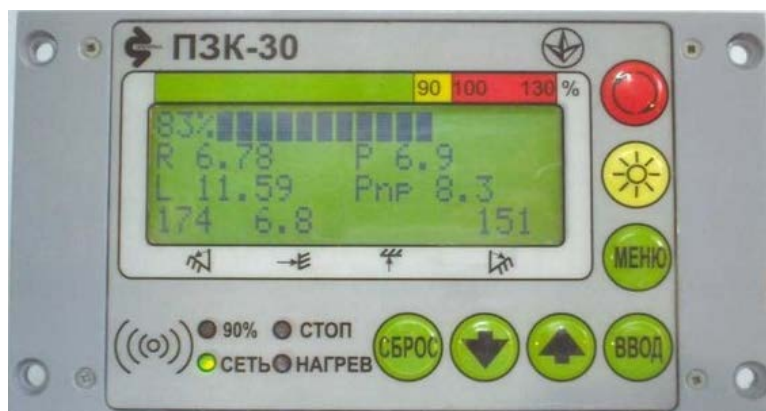 ПЗК-30
90 100 130 %
83%
R 6.78 P 6.9
L 11.59 Pпр 8.3
174 6.8 151
МЕНЮ
90% СТОП
СЕТЬ НАГРЕВ
СБРОС ВВОД